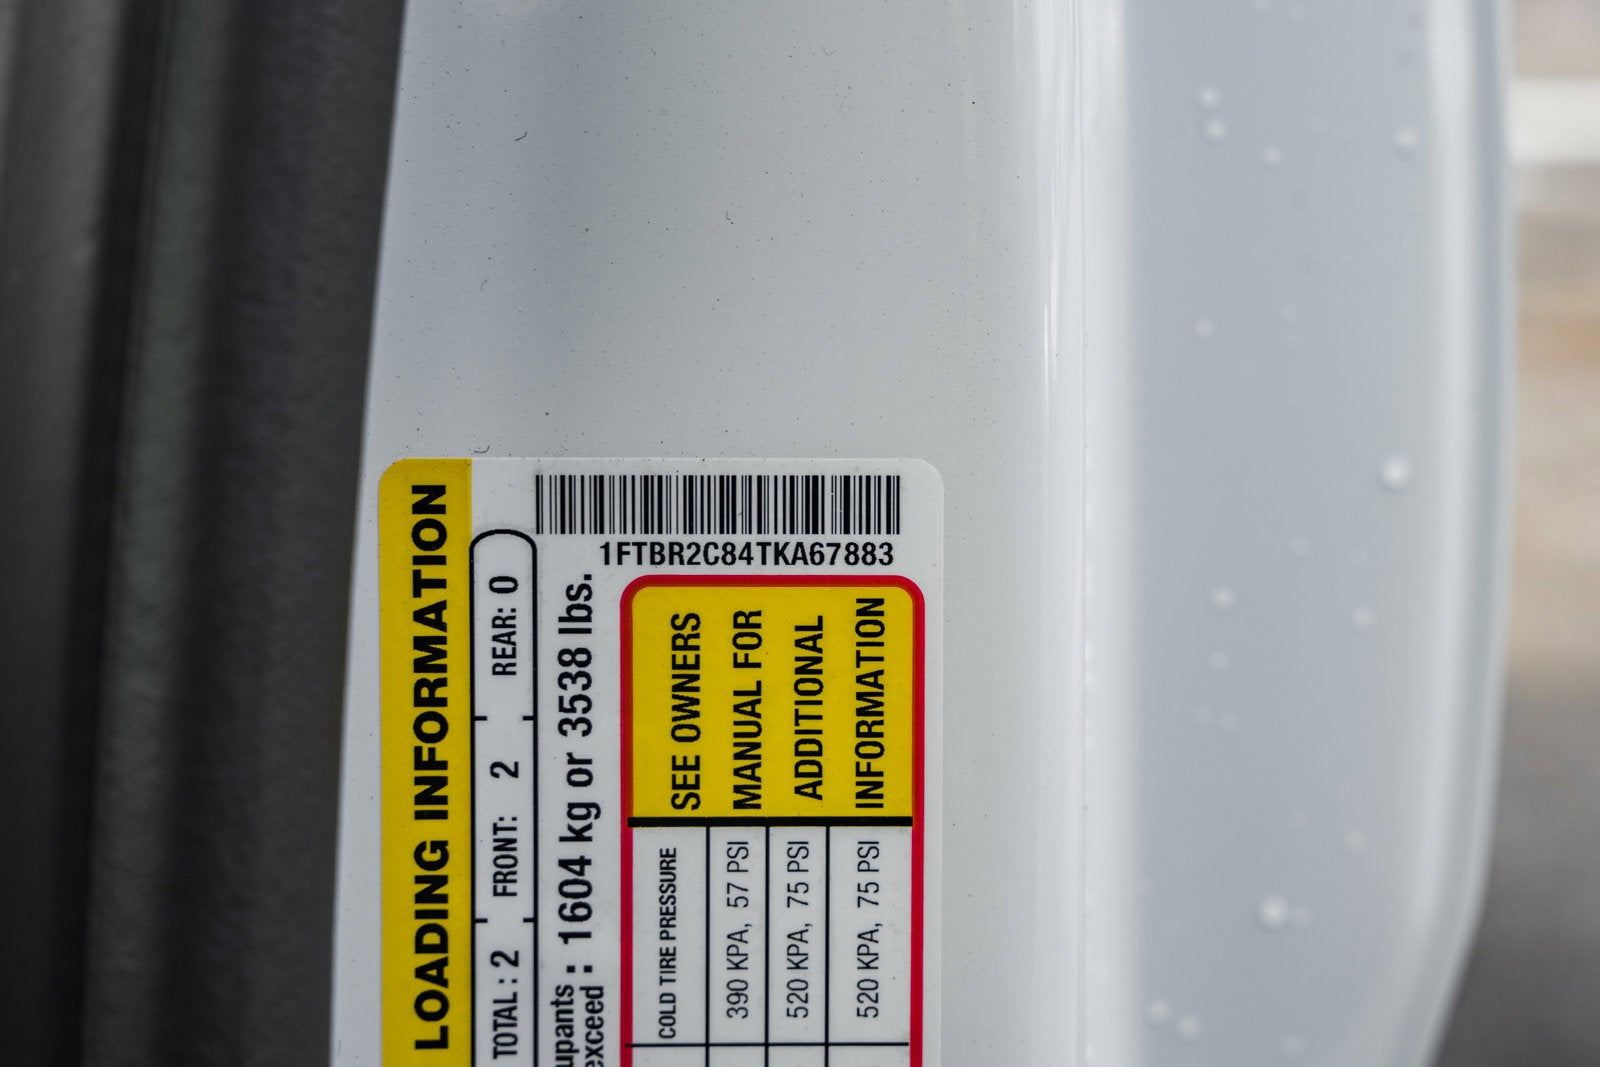 1FTBR2C84TKA67883
LOADING INFORMATION
TOTAL : 2 FRONT: 2 REAR: 0
upants : 1604 kg or 3538 lbs.
exceed
COLD TIRE PRESSURE
390 KPA, 57 PSI
520 KPA, 75 PSI
520 KPA, 75 PSI
SEE OWNERS
MANUAL FOR
ADDITIONAL
INFORMATION